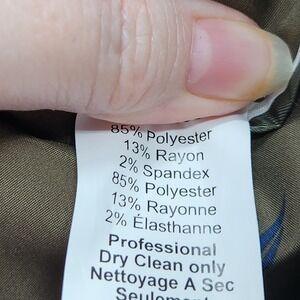 85% Polyester
13% Rayon
2% Spandex
85% Polyester
13% Rayonne
2% Élasthanne
Professional
Dry Clean only
Nettoyage A Sec
Seulement